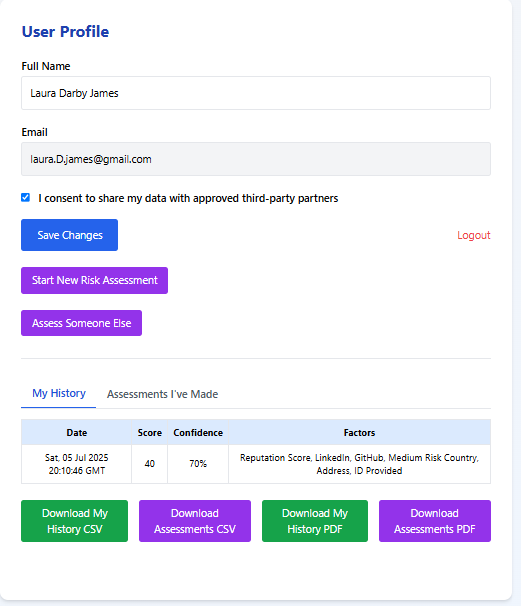 User Profile
Full Name
Laura Darby James
Email
laura.D.james@gmail.com
I consent to share my data with approved third-party partners
Save Changes
Logout
Start New Risk Assessment
Assess Someone Else
My History
Assessments I've Made
Date Score Confidence Factors
Sat, 05 Jul 2025
20:10:46 GMT
40
70%
Reputation Score, LinkedIn, GitHub, Medium Risk Country,
Address, ID Provided
Download My
History CSV
Download
Assessments CSV
Download My
History PDF
Download
Assessments PDF